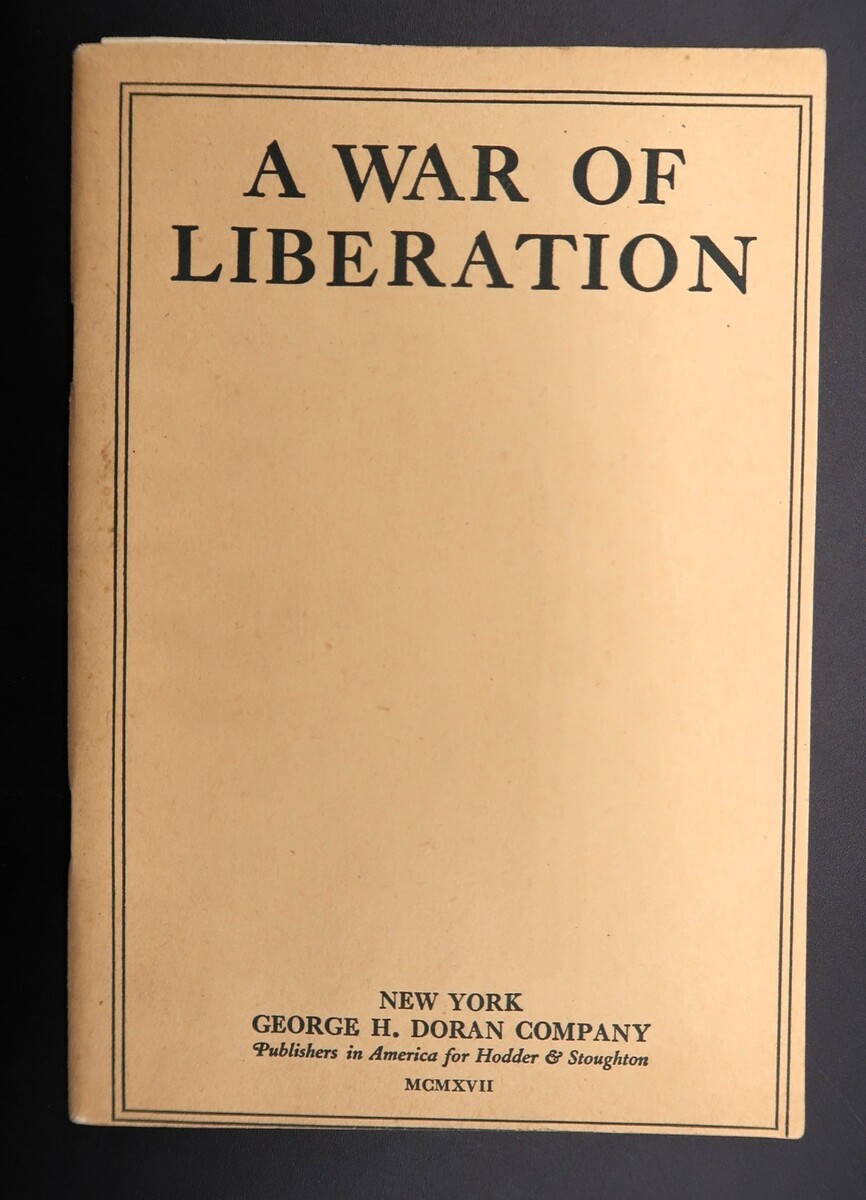 A WAR OF
LIBERATION
NEW YORK
GEORGE H. DORAN COMPANY
Publishers in America for Hodder & Stoughton
MCMXVII